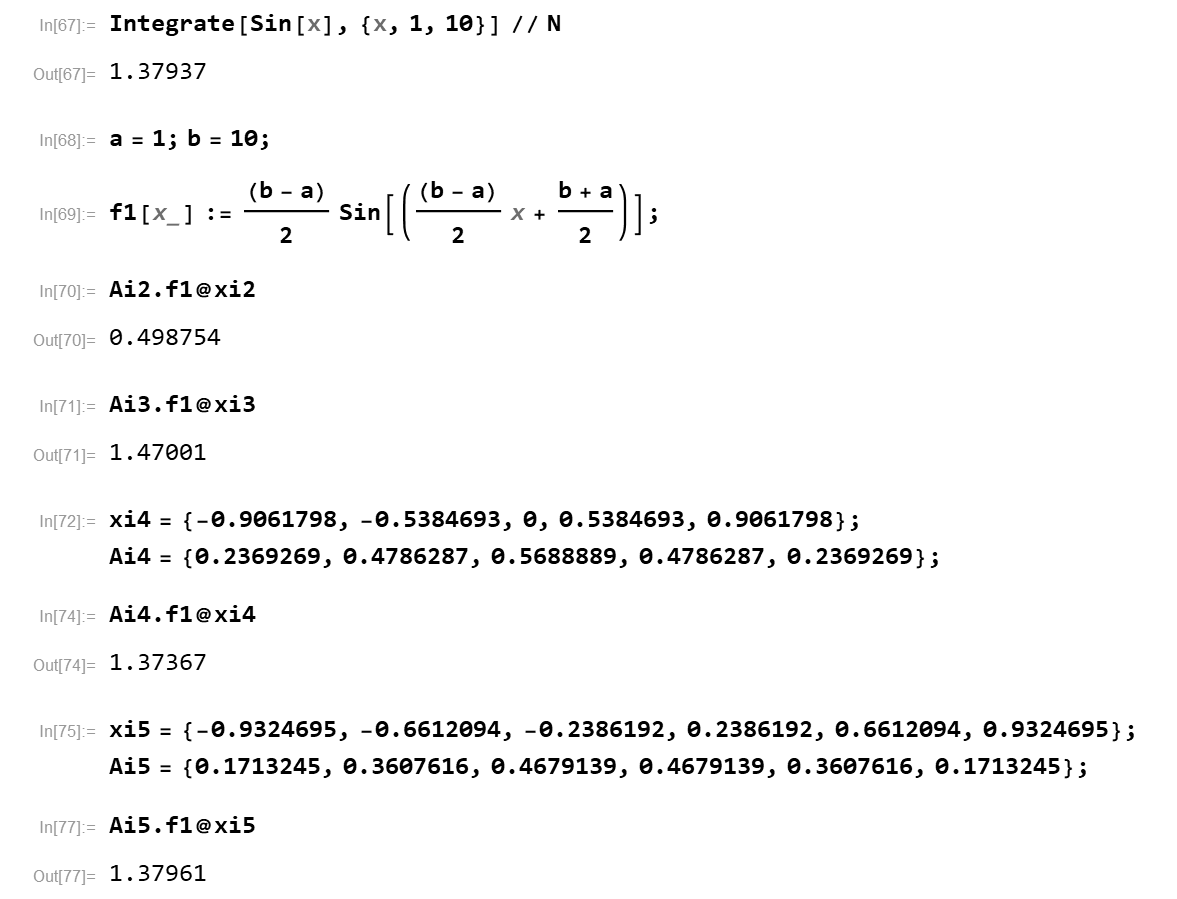 In[67]:= Integrate[Sin[x], {x, 1, 10}] // N
Out[67]= 1.37937
In[68]:= a = 1; b = 10;
In[69]:= f1[x_] := (b - a)/2 Sin[((b - a)/2 x + (b + a)/2)];
In[70]:= Ai2.f1@xi2
Out[70]= 0.498754
In[71]:= Ai3.f1@xi3
Out[71]= 1.47001
In[72]:= xi4 = {-0.9061798, -0.5384693, 0, 0.5384693, 0.9061798};
Ai4 = {0.2369269, 0.4786287, 0.5688889, 0.4786287, 0.2369269};
In[74]:= Ai4.f1@xi4
Out[74]= 1.37367
In[75]:= xi5 = {-0.9324695, -0.6612094, -0.2386192, 0.2386192, 0.6612094, 0.9324695};
Ai5 = {0.1713245, 0.3607616, 0.4679139, 0.4679139, 0.3607616, 0.1713245};
In[77]:= Ai5.f1@xi5
Out[77]= 1.37961